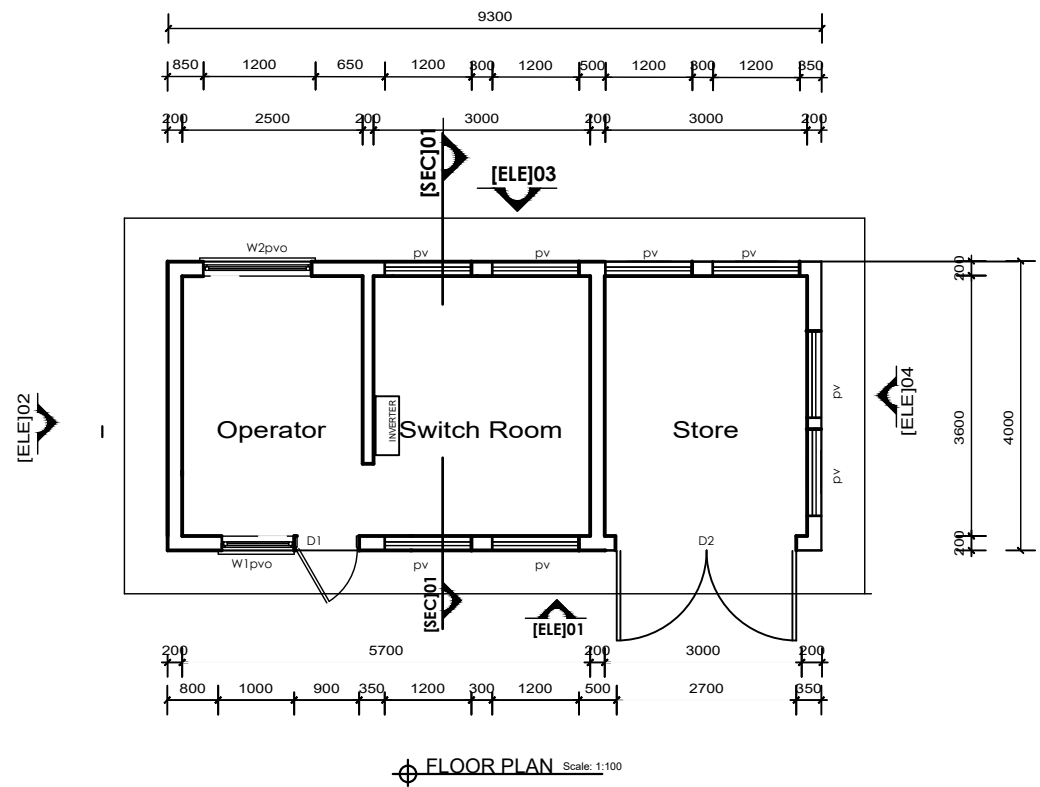 9300
850 1200 650 1200 300 1200 500 1200 300 1200 350
200 2500 200 3000 200 3000 200
[SEC]01
[ELE]03
W2pvo
pv
pv
pv
pv
200
[ELE]02
I
Operator
INVERTER
Switch Room
Store
pv
pv
[ELE]04
3600
4000
D1
D2
200
W1pvo
pv
pv
[SEC]01
[ELE]01
200 5700 200 3000 200
800 1000 900 350 1200 300 1200 500 2700 350
FLOOR PLAN Scale: 1:100